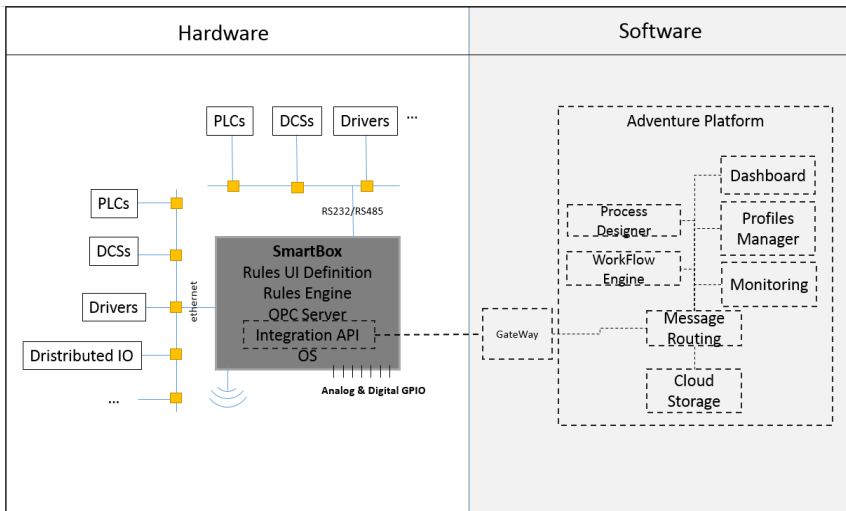 Hardware
Software
PLCs
DCSs
Drivers
...
RS232/RS485
PLCs
DCSs
Drivers
Dristributed IO
...
ethernet
SmartBox
Rules UI Definition
Rules Engine
OPC Server
Integration API
OS
Analog & Digital GPIO
GateWay
Adventure Platform
Dashboard
Process
Designer
Profiles
Manager
WorkFlow
Engine
Monitoring
Message
Routing
Cloud
Storage